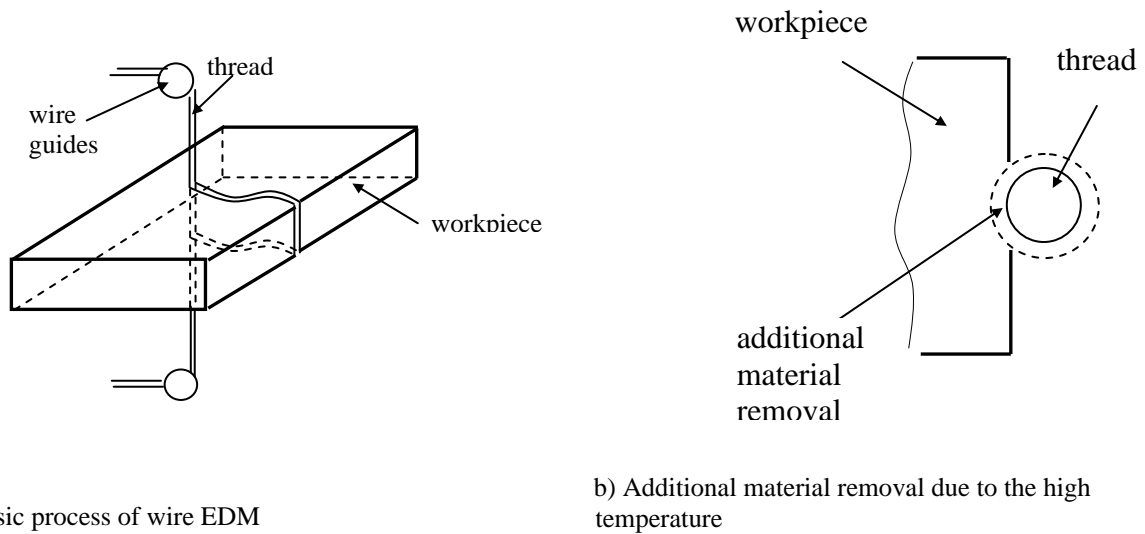 workpiece
thread
thread
wire
guides
workpiece
additional
material
removal
b) Additional material removal due to the high
temperature
sic process of wire EDM